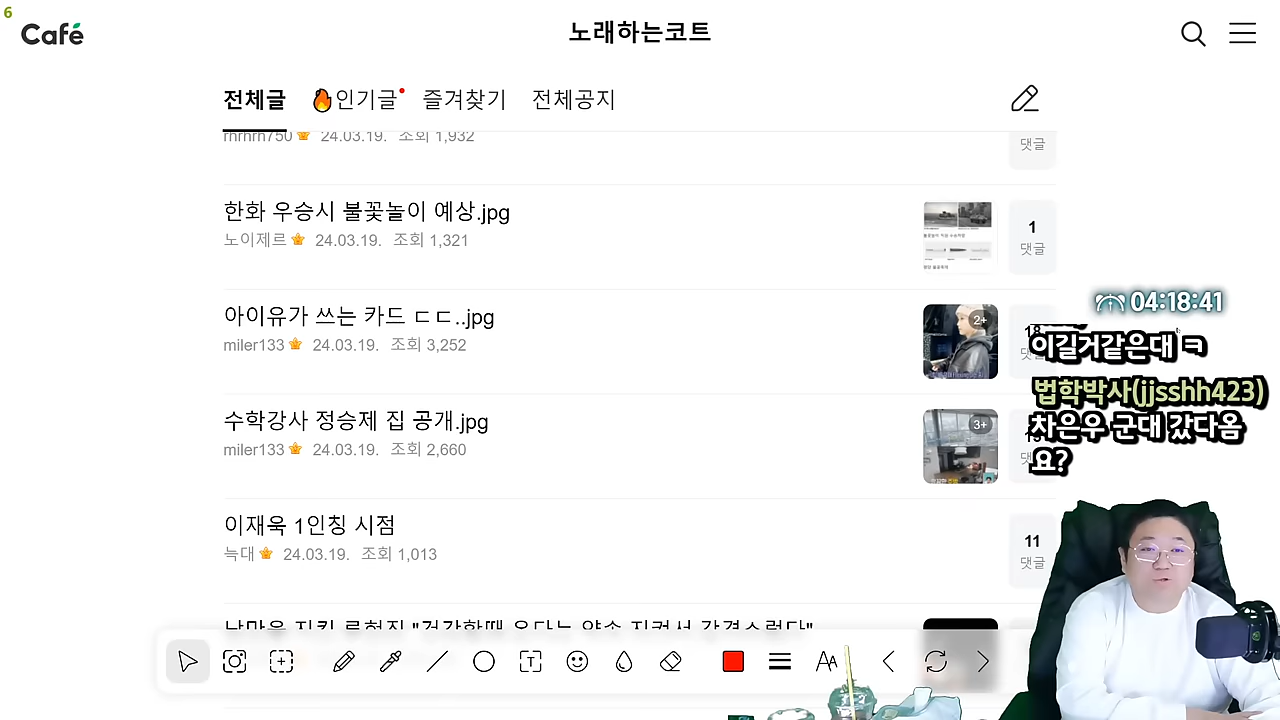 6
Café
노래하는코트
전체글
🔥인기글
즐겨찾기
전체공지
rnrnrn750 24.03.19. 조회 1,932
댓글
한화 우승시 불꽃놀이 예상.jpg
노이제르 24.03.19. 조회 1,321
1
댓글
아이유가 쓰는 카드 ㄷㄷ..jpg
miler133 24.03.19. 조회 3,252
2+
수학강사 정승제 집 공개.jpg
miler133 24.03.19. 조회 2,660
3+
이재욱 1인칭 시점
늑대 24.03.19. 조회 1,013
11
댓글
04:18:41
이길거같은대 ㅋ
법학박사(jjsshh423)
차은우 군대 갔다옴
요?